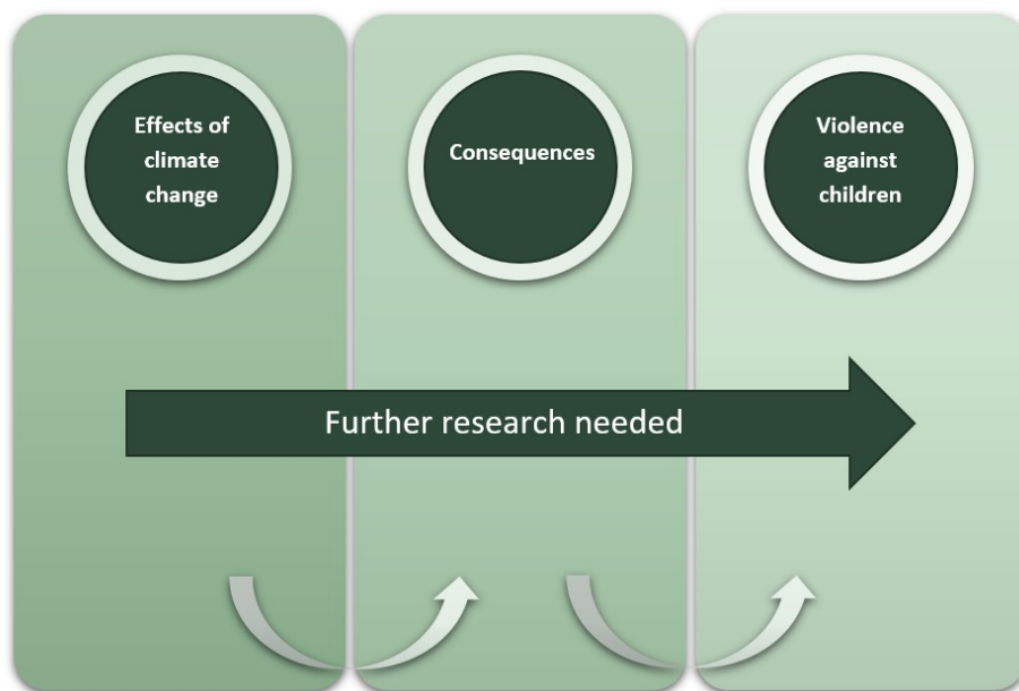 Effects of
climate
change
Consequences
Violence
against
children
Further research needed